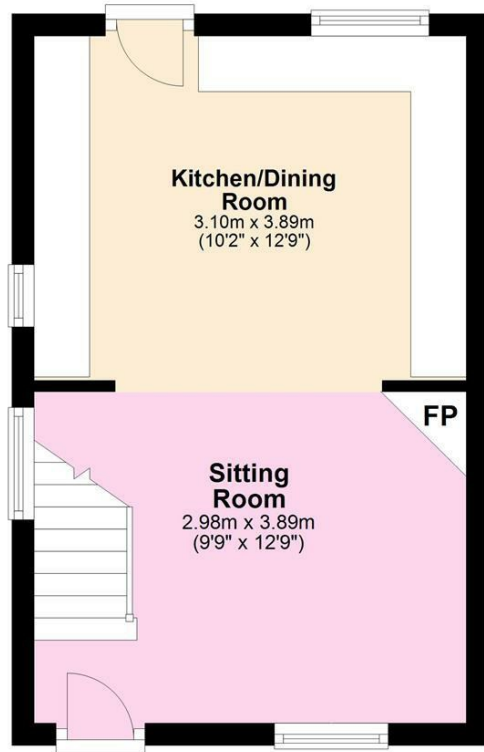 Kitchen/Dining
Room
3.10m x 3.89m
(10'2" x 12'9")
FP
Sitting
Room
2.98m x 3.89m
(9'9" x 12'9")